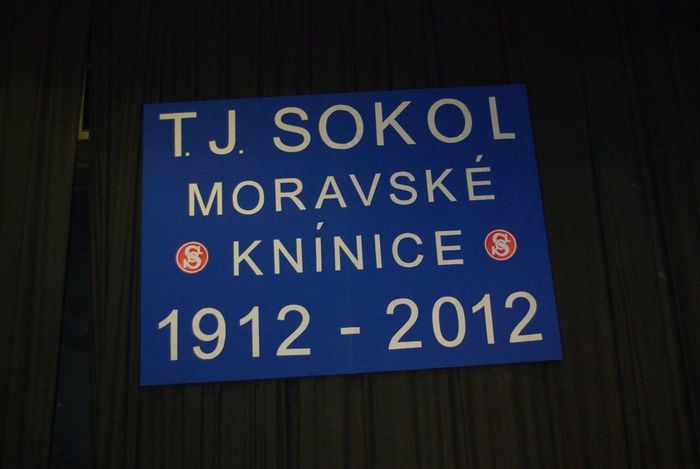 T.J. SOKOL
MORAVSKÉ
KNÍNICE
1912 - 2012